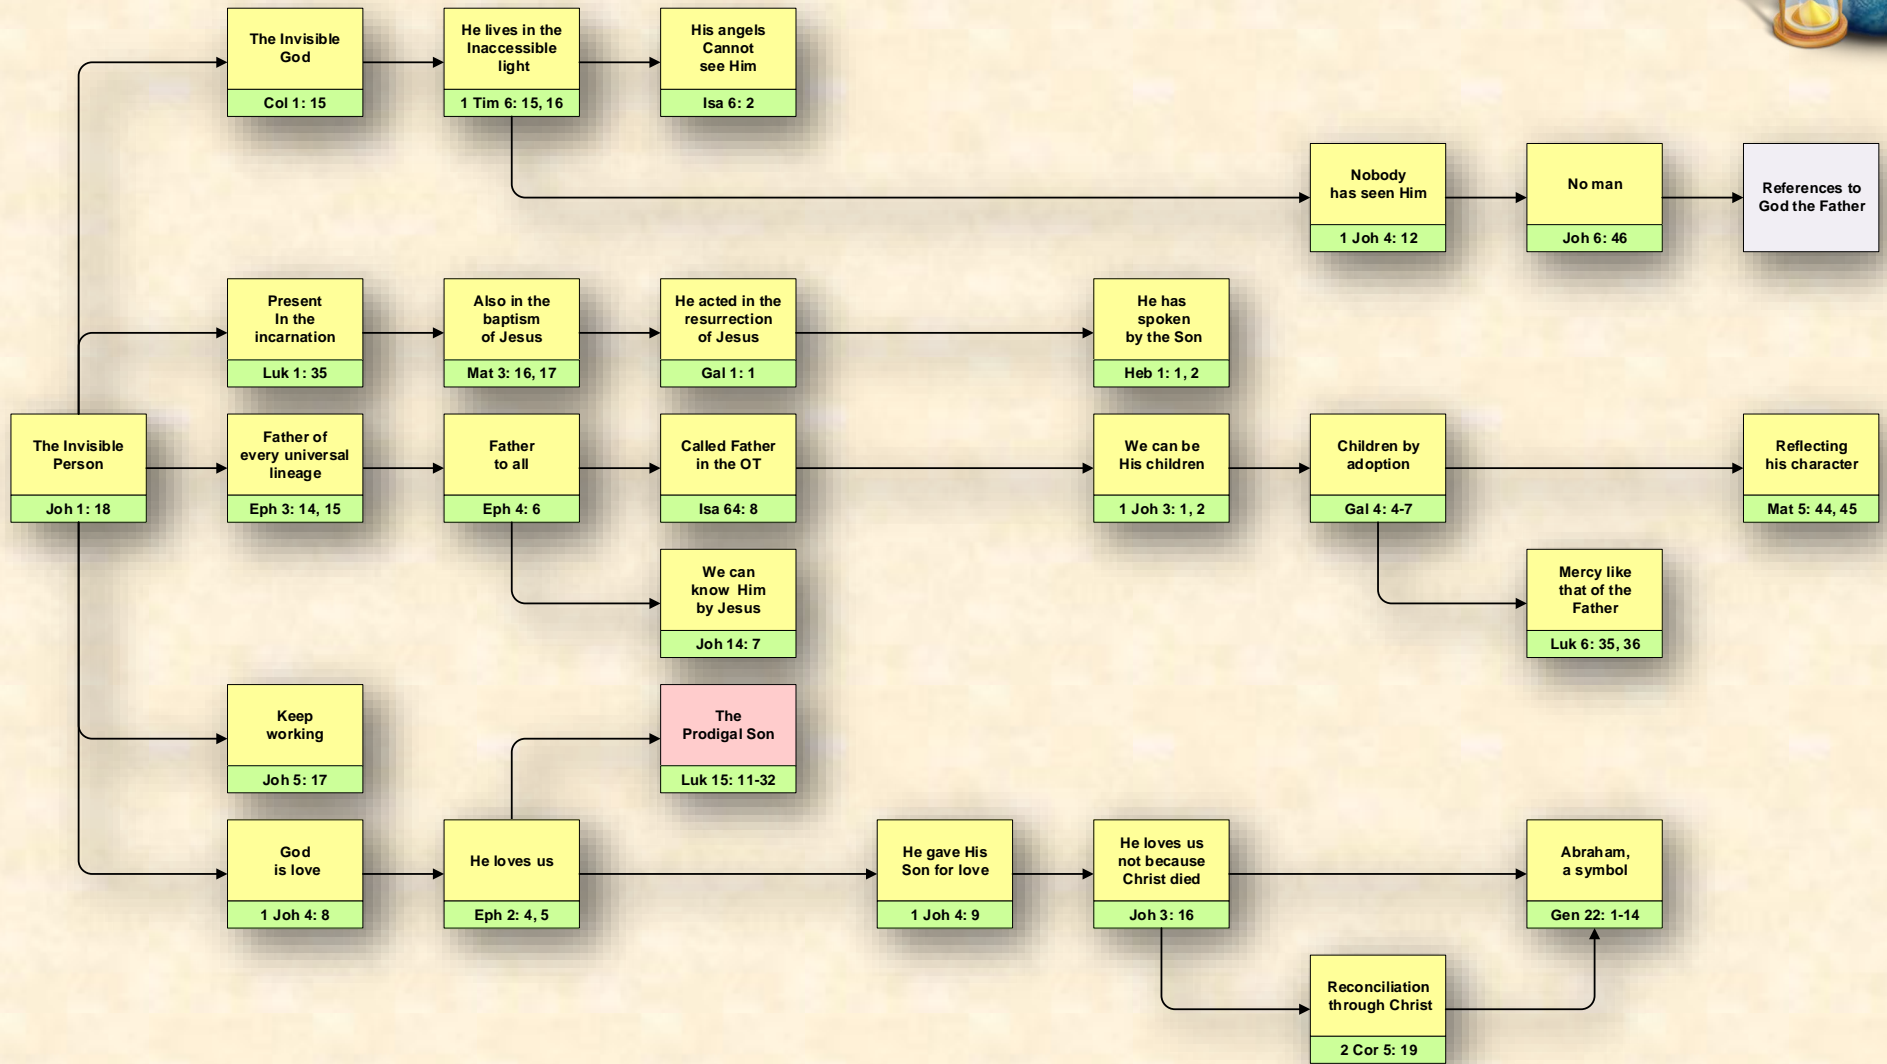 The Invisible
God
Col 1: 15
He lives in the
Inaccessible
light
1 Tim 6: 15, 16
His angels
Cannot
see Him
Isa 6: 2
Nobody
has seen Him
1 Joh 4: 12
No man
Joh 6: 46
References to
God the Father
Present
In the
incarnation
Luk 1: 35
Also in the
baptism
of Jesus
Mat 3: 16, 17
He acted in the
resurrection
of Jesus
Gal 1: 1
He has
spoken
by the Son
Heb 1: 1, 2
The Invisible
Person
Joh 1: 18
Father of
every universal
lineage
Eph 3: 14, 15
Father
to all
Eph 4: 6
Called Father
in the OT
Isa 64: 8
We can be
His children
1 Joh 3: 1, 2
Children by
adoption
Gal 4: 4-7
Reflecting
his character
Mat 5: 44, 45
We can
know Him
by Jesus
Joh 14: 7
Mercy like
that of the
Father
Luk 6: 35, 36
Keep
working
Joh 5: 17
The
Prodigal Son
Luk 15: 11-32
God
is love
1 Joh 4: 8
He loves us
Eph 2: 4, 5
He gave His
Son for love
1 Joh 4: 9
He loves us
not because
Christ died
Joh 3: 16
Abraham,
a symbol
Gen 22: 1-14
Reconciliation
through Christ
2 Cor 5: 19